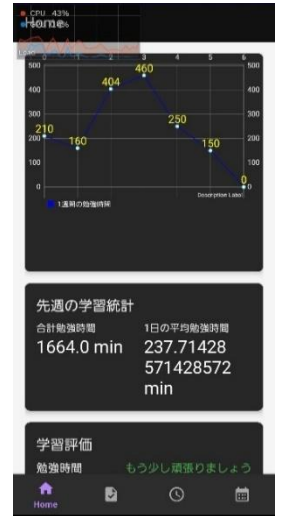 CPU 43%
Home
0 1 2 3 4 5 6
500 460 500
400 404 400
300 250 300
200 210 200
160 150
100 100
0 0 0
Description Label
1週間の勉強時間
先週の学習統計
合計勉強時間 1日の平均勉強時間
1664.0 min 237.71428
571428572
min
学習評価
勉強時間 もう少し頑張りましょう
Home